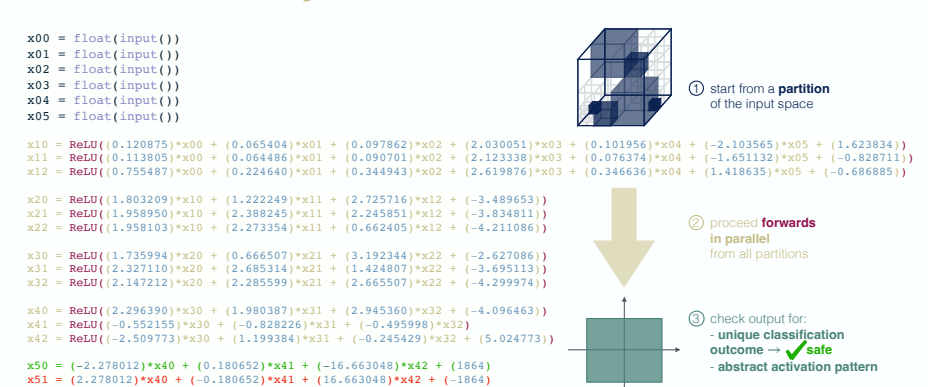 x00 = float(input())
x01 = float(input())
x02 = float(input())
x03 = float(input())
x04 = float(input())
x05 = float(input())
① start from a partition
of the input space
x10 = ReLU((0.120875)*x00 + (0.065404)*x01 + (0.097862)*x02 + (2.030051)*x03 + (0.101956)*x04 + (-2.103565)*x05 + (1.623834))
x11 = ReLU((0.113805)*x00 + (0.064486)*x01 + (0.090701)*x02 + (2.123338)*x03 + (0.076374)*x04 + (-1.651132)*x05 + (-0.828711))
x12 = ReLU((0.755487)*x00 + (0.224640)*x01 + (0.344943)*x02 + (2.619876)*x03 + (0.346636)*x04 + (1.418635)*x05 + (-0.686885))
x20 = ReLU((1.803209)*x10 + (1.222249)*x11 + (2.725716)*x12 + (-3.489653))
x21 = ReLU((1.958950)*x10 + (2.388245)*x11 + (2.245851)*x12 + (-3.834811))
x22 = ReLU((1.958103)*x10 + (2.273354)*x11 + (0.662405)*x12 + (-4.211086))
② proceed forwards
in parallel
from all partitions
x30 = ReLU((1.735994)*x20 + (0.666507)*x21 + (3.192344)*x22 + (-2.627086))
x31 = ReLU((2.327110)*x20 + (2.685314)*x21 + (1.424807)*x22 + (-3.695113))
x32 = ReLU((2.147212)*x20 + (2.285599)*x21 + (2.665507)*x22 + (-4.299974))
x40 = ReLU((2.296390)*x30 + (1.980387)*x31 + (2.945360)*x32 + (-4.096463))
x41 = ReLU((-0.552155)*x30 + (-0.828226)*x31 + (-0.495998)*x32)
x42 = ReLU((-2.509773)*x30 + (1.199384)*x31 + (-0.245429)*x32 + (5.024773))
③ check output for:
- unique classification
outcome → ✓safe
- abstract activation pattern
x50 = (-2.278012)*x40 + (0.180652)*x41 + (-16.663048)*x42 + (1864)
x51 = (2.278012)*x40 + (-0.180652)*x41 + (16.663048)*x42 + (-1864)